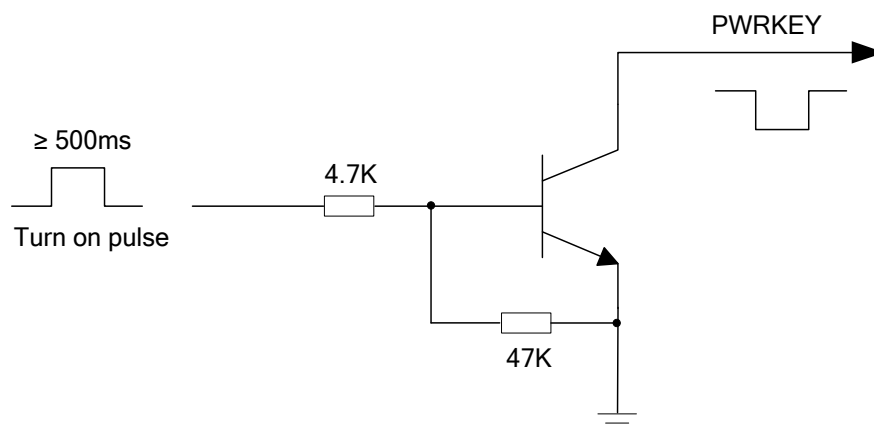 PWRKEY
≥ 500ms
4.7K
Turn on pulse
47K